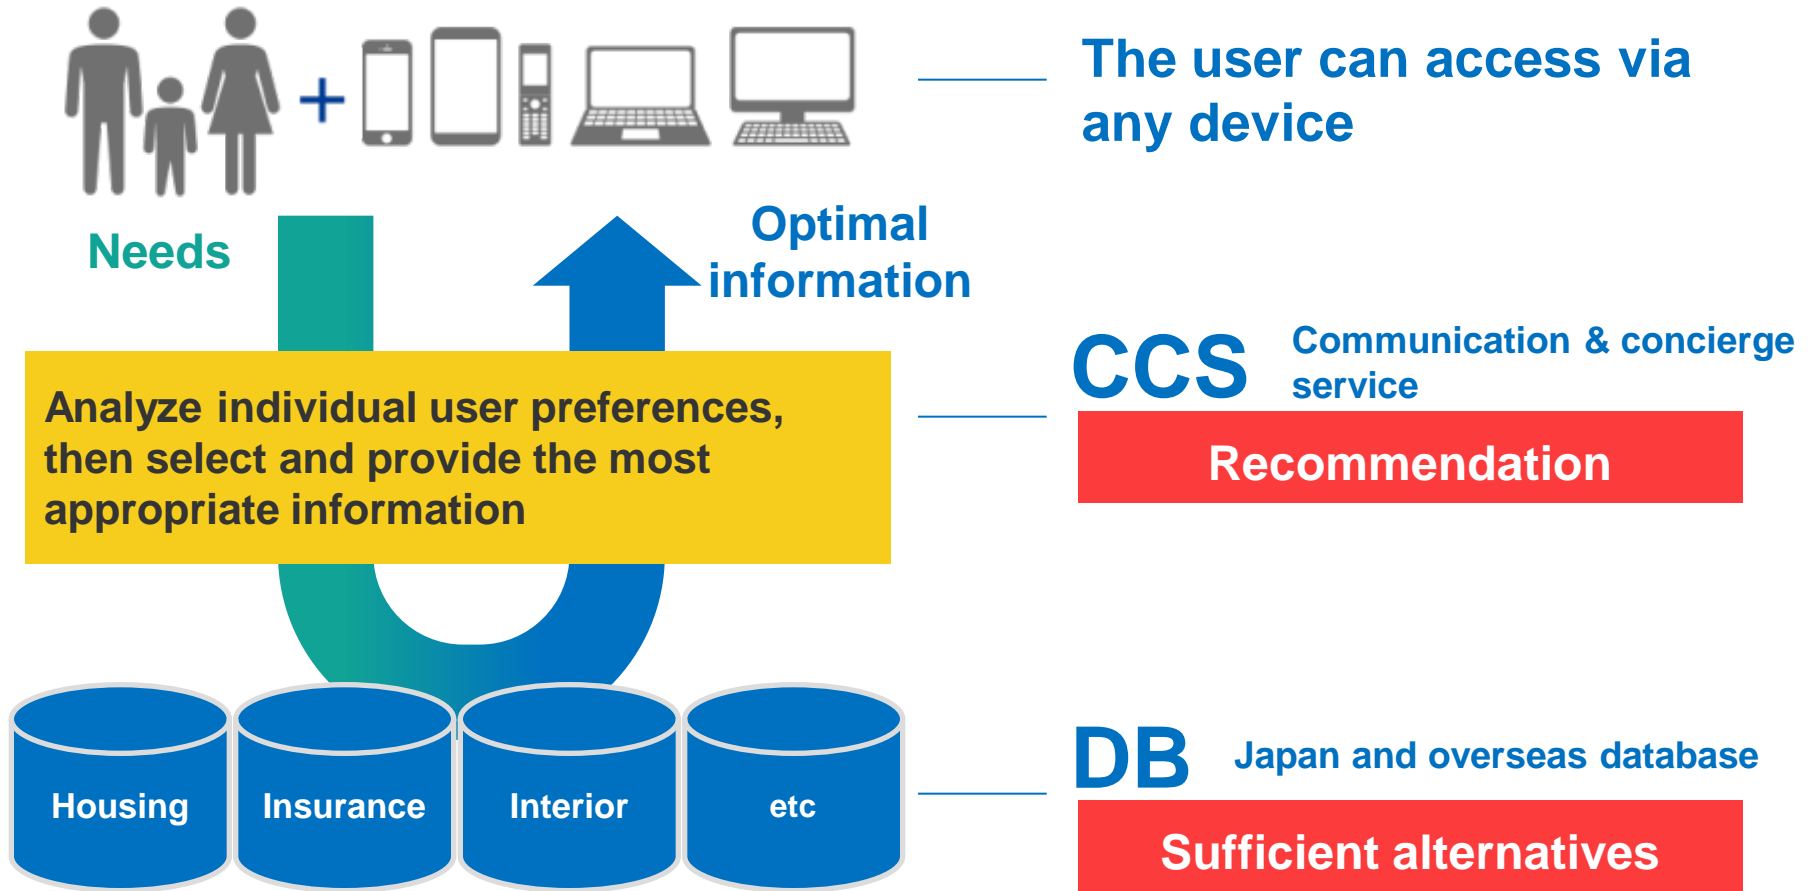 The user can access via
any device
Needs
Optimal
information
Analyze individual user preferences,
then select and provide the most
appropriate information
CCS
Communication & concierge
service
Recommendation
Housing
Insurance
Interior
etc
DB
Japan and overseas database
Sufficient alternatives